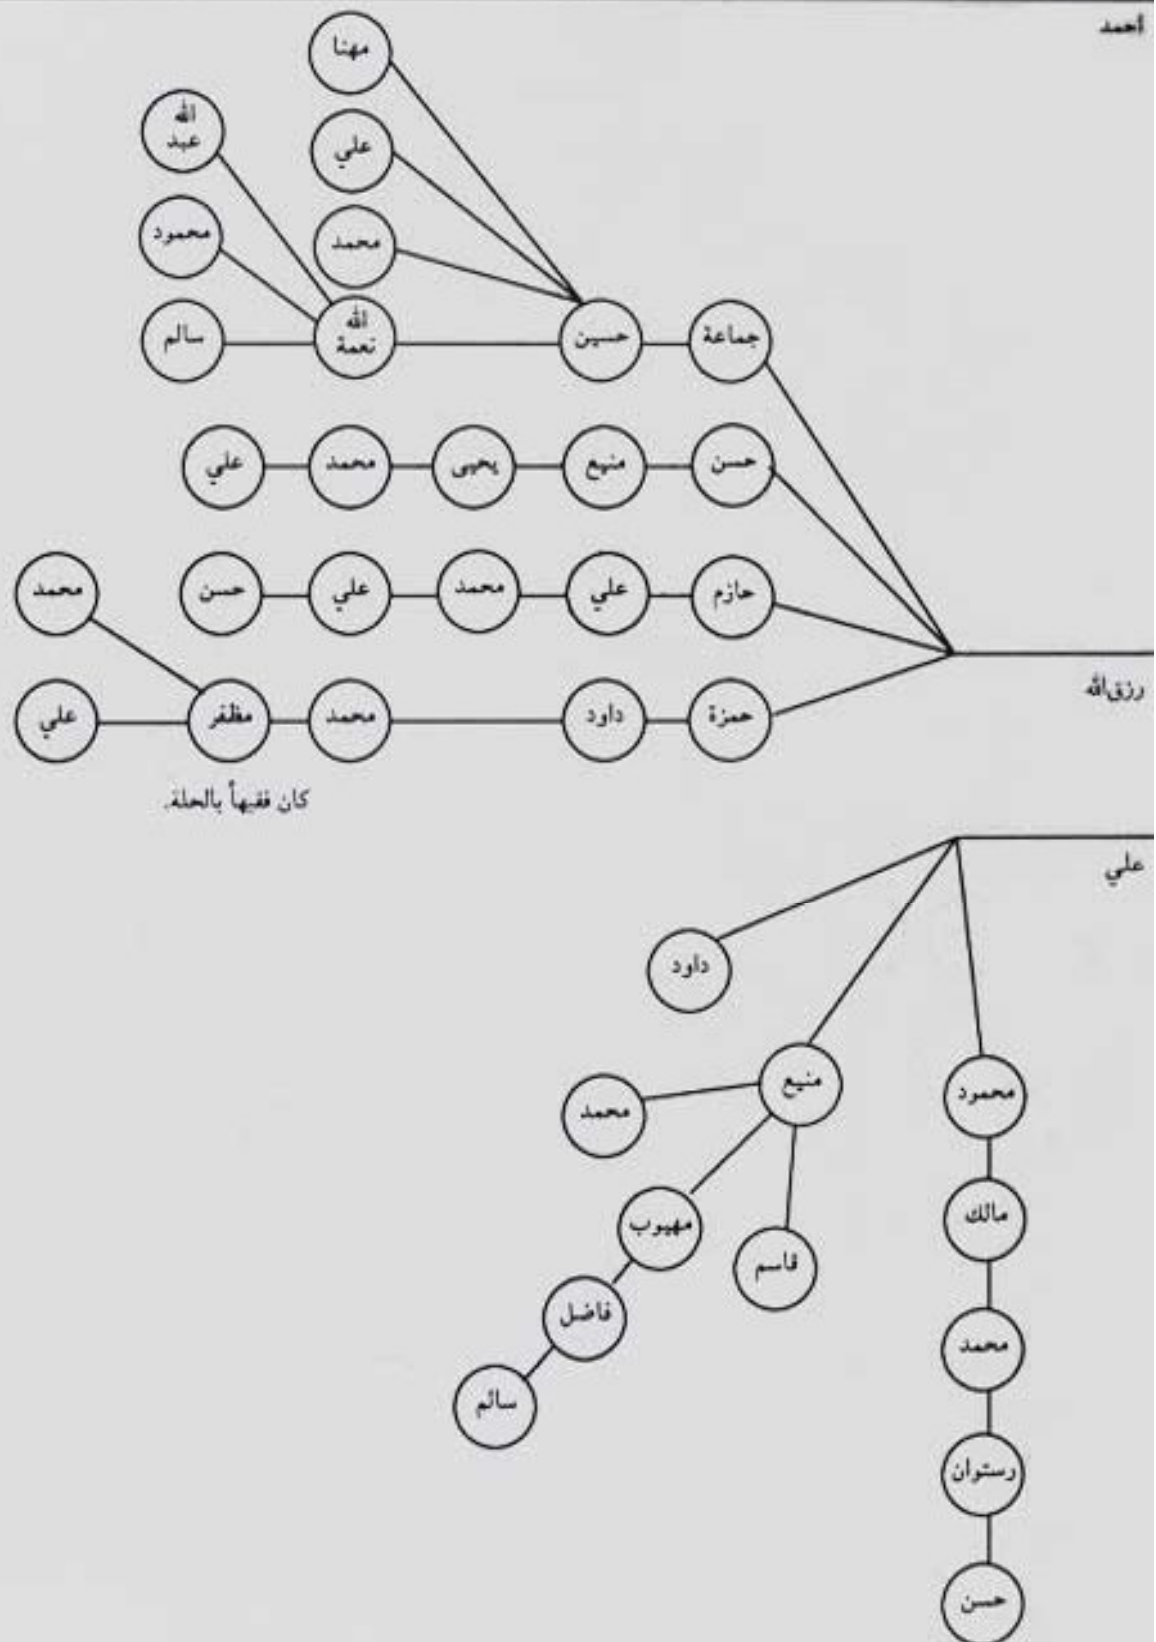 أحمد
مهنا
الله
عبد
علي
محمود
محمد
جماعة
حسين
الله
نعمة
سالم
حسن
منيع
يحيى
محمد
علي
حازم
علي
محمد
علي
حسن
محمد
رزق‌الله
حمزة
داود
محمد
مظفر
علي
كان فقيهاً بالحلة.
علي
داود
منيع
محمود
محمد
مالك
مهيوب
قاسم
فاضل
محمد
سالم
رستوان
حسن